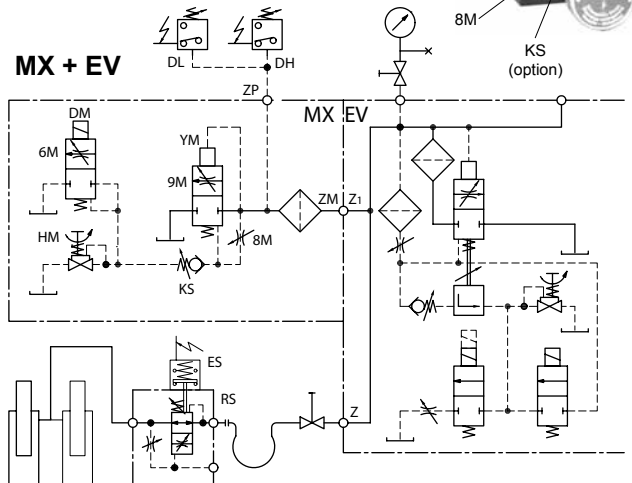 8M
KS
(option)
DL
DH
MX + EV
ZP
MX
EV
DM
YM
6M
9M
ZM
Z1
HM
8M
KS
ES
RS
Z